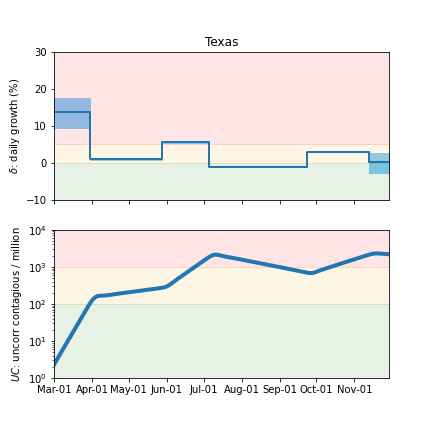 Texas
δ: daily growth (%)
30
20
10
0
−10
UC: uncorr contagious / million
10⁴
10³
10²
10¹
10⁰
Mar-01 Apr-01 May-01 Jun-01 Jul-01 Aug-01 Sep-01 Oct-01 Nov-01